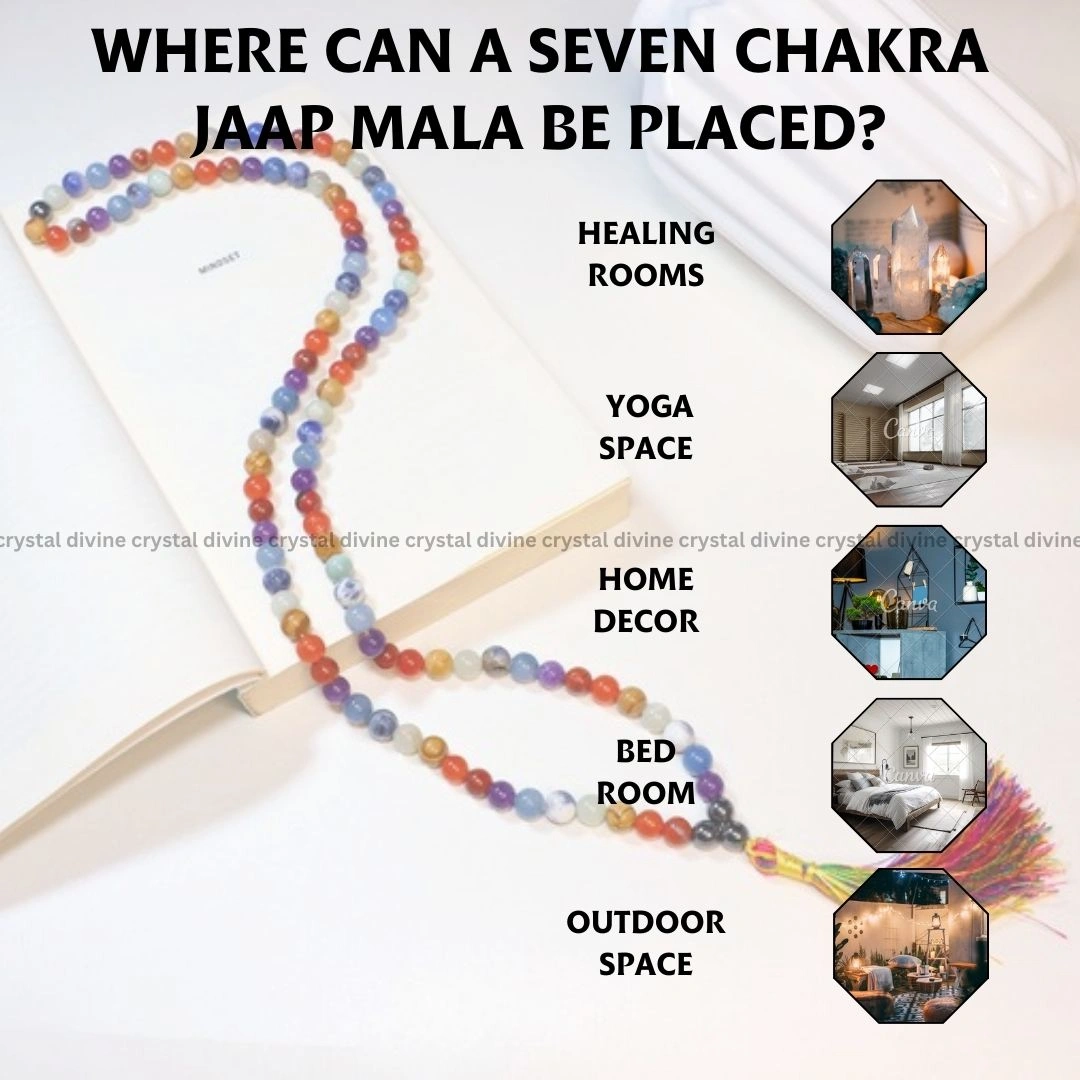 WHERE CAN A SEVEN CHAKRA
JAAP MALA BE PLACED?
MINDSET
HEALING
ROOMS
YOGA
SPACE
Canva
crystal divine crystal divine crystal divine crystal divine crystal divine crystal divine crystal divine crystal divine
HOME
DECOR
Canva
BED
ROOM
Canva
OUTDOOR
SPACE